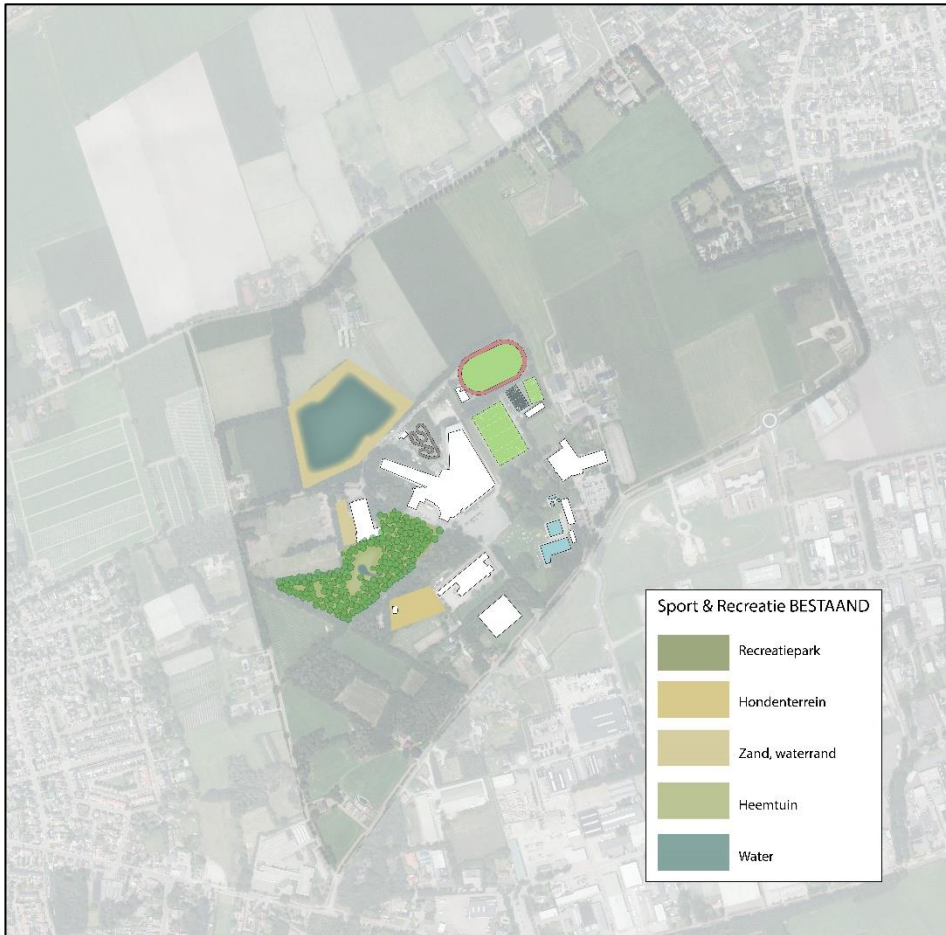 Sport & Recreatie BESTAAND
Recreatiepark
Hondenterrein
Zand, waterrand
Heemtuin
Water